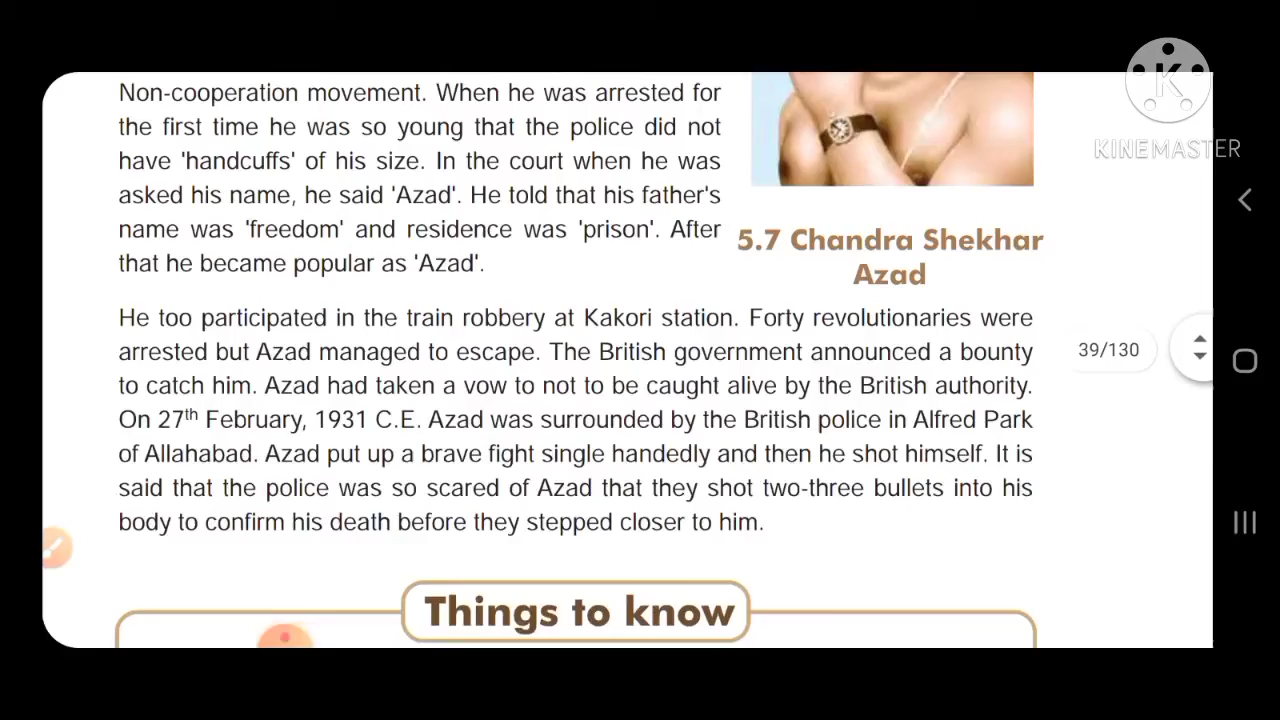 Non-cooperation movement. When he was arrested for
the first time he was so young that the police did not
have 'handcuffs' of his size. In the court when he was
asked his name, he said 'Azad'. He told that his father's
name was 'freedom' and residence was 'prison'. After
that he became popular as 'Azad'.
5.7 Chandra Shekhar
Azad
He too participated in the train robbery at Kakori station. Forty revolutionaries were
arrested but Azad managed to escape. The British government announced a bounty
to catch him. Azad had taken a vow to not to be caught alive by the British authority.
On 27th February, 1931 C.E. Azad was surrounded by the British police in Alfred Park
of Allahabad. Azad put up a brave fight single handedly and then he shot himself. It is
said that the police was so scared of Azad that they shot two-three bullets into his
body to confirm his death before they stepped closer to him.
Things to know
39/130
K
KINEMASTER